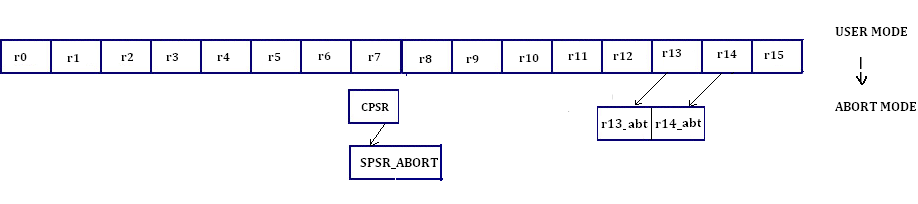 USER MODE
r0 r1 r2 r3 r4 r5 r6 r7 r8 r9 r10 r11 r12 r13 r14 r15
CPSR
r13_abt r14_abt
ABORT MODE
SPSR_ABORT